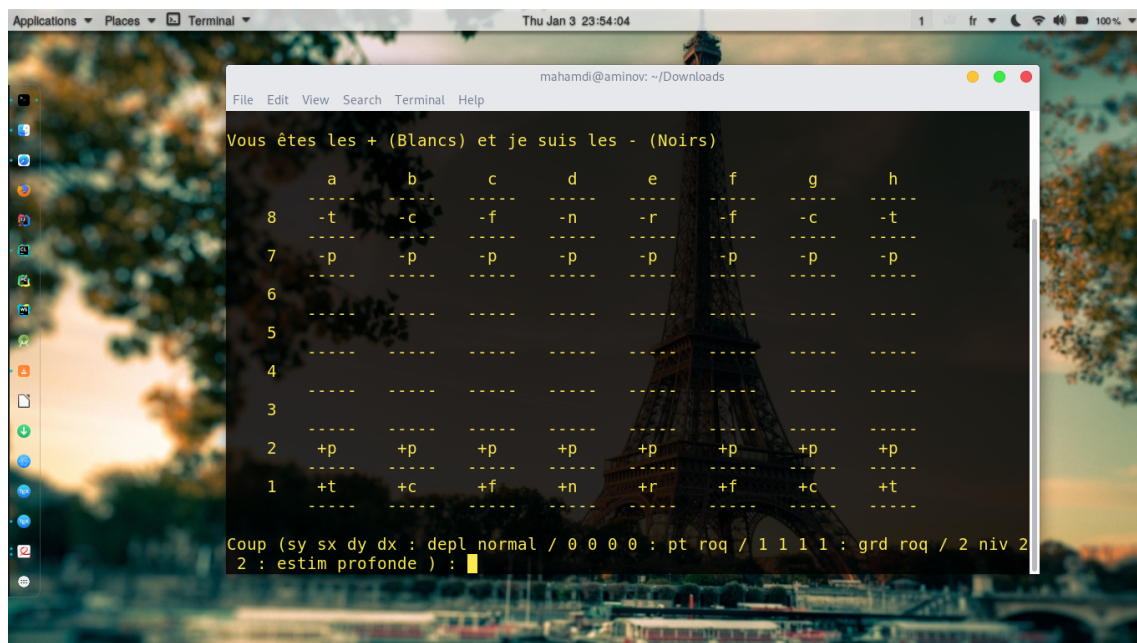 Applications Places Terminal Thu Jan 3 23:54:04 1 fr 100 %
mahamdi@aminov: ~/Downloads
File Edit View Search Terminal Help
Vous êtes les + (Blancs) et je suis les - (Noirs)
a b c d e f g h
----- ----- ----- ----- ----- ----- ----- -----
8 -t -c -f -n -r -f -c -t
----- ----- ----- ----- ----- ----- ----- -----
7 -p -p -p -p -p -p -p -p
----- ----- ----- ----- ----- ----- ----- -----
6
----- ----- ----- ----- ----- ----- ----- -----
5
----- ----- ----- ----- ----- ----- ----- -----
4
----- ----- ----- ----- ----- ----- ----- -----
3
----- ----- ----- ----- ----- ----- ----- -----
2 +p +p +p +p +p +p +p +p
----- ----- ----- ----- ----- ----- ----- -----
1 +t +c +f +n +r +f +c +t
----- ----- ----- ----- ----- ----- ----- -----
Coup (sy sx dy dx : depl normal / 0 0 0 0 : pt roq / 1 1 1 1 : grd roq / 2 niv 2
2 : estim profonde ) :